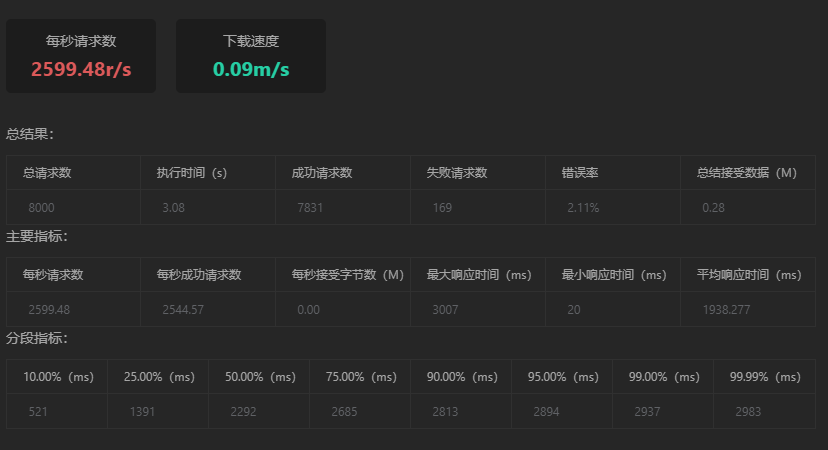 每秒请求数 下载速度
2599.48r/s 0.09m/s
总结果：
总请求数 执行时间（s） 成功请求数 失败请求数 错误率 总结接受数据（M）
8000 3.08 7831 169 2.11% 0.28
主要指标：
每秒请求数 每秒成功请求数 每秒接受字节数（M） 最大响应时间（ms） 最小响应时间（ms） 平均响应时间（ms）
2599.48 2544.57 0.00 3007 20 1938.277
分段指标：
10.00%（ms） 25.00%（ms） 50.00%（ms） 75.00%（ms） 90.00%（ms） 95.00%（ms） 99.00%（ms） 99.99%（ms）
521 1391 2292 2685 2813 2894 2937 2983